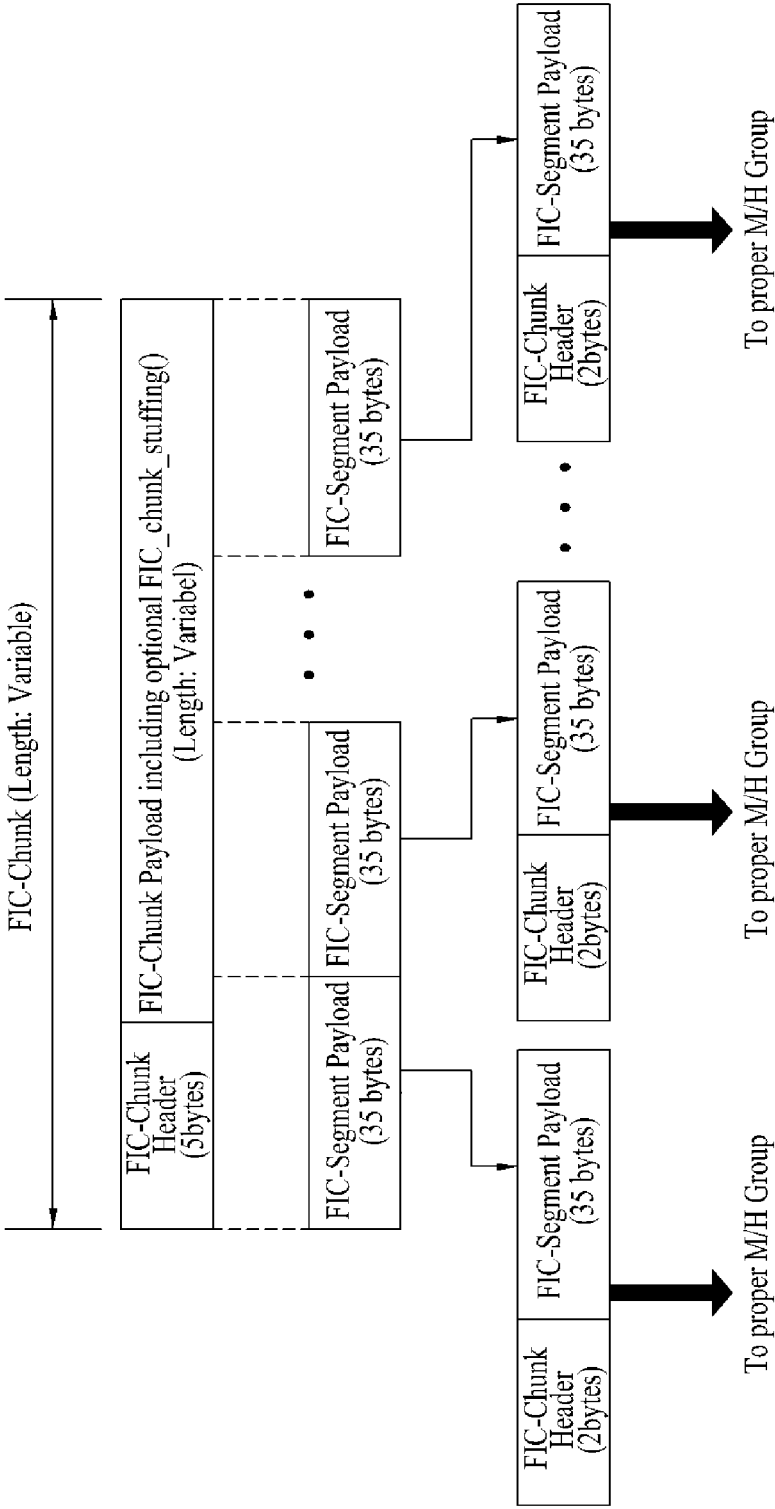 FIC-Chunk (Length: Variable)
FIC-Chunk
Header
(5bytes)
FIC-Chunk Payload including optional FIC_chunk_stuffing()
(Length: Variabel)
FIC-Segment Payload
(35 bytes)
FIC-Segment Payload
(35 bytes)
FIC-Segment Payload
(35 bytes)
FIC-Chunk
Header
(2bytes)
FIC-Segment Payload
(35 bytes)
FIC-Chunk
Header
(2bytes)
FIC-Segment Payload
(35 bytes)
FIC-Chunk
Header
(2bytes)
FIC-Segment Payload
(35 bytes)
To proper M/H Group
To proper M/H Group
To proper M/H Group